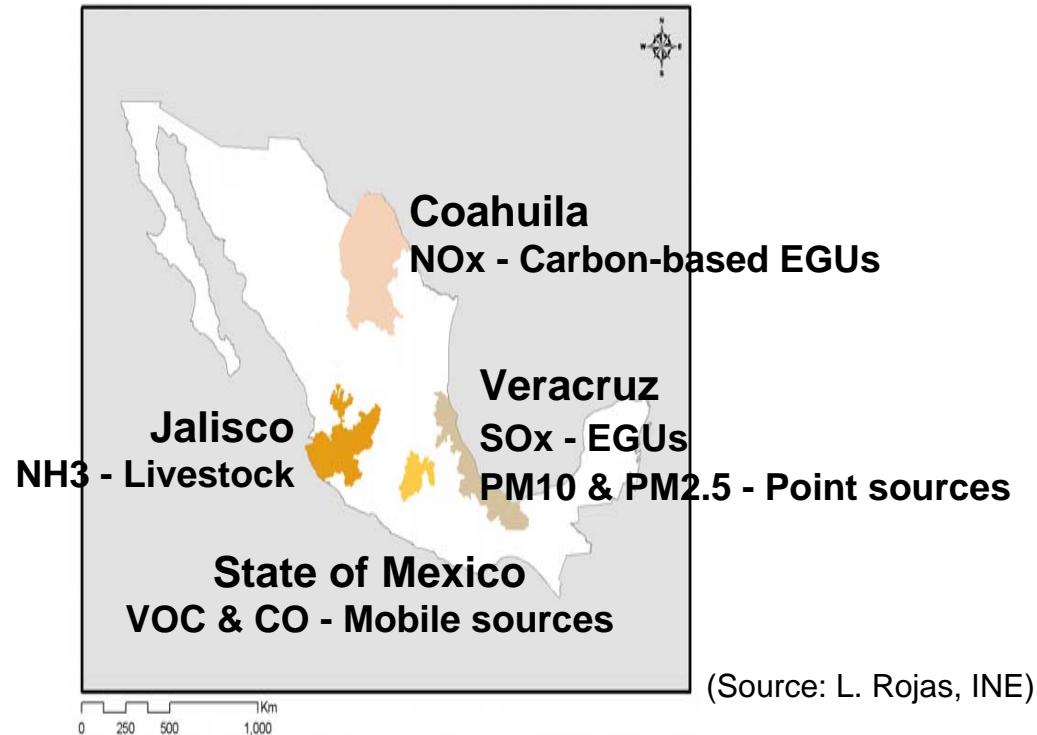 N
W E
S
Coahuila
NOx - Carbon-based EGUs
Veracruz
SOx - EGUs
PM10 & PM2.5 - Point sources
Jalisco
NH3 - Livestock
State of Mexico
VOC & CO - Mobile sources
(Source: L. Rojas, INE)
Km
0 250 500 1,000